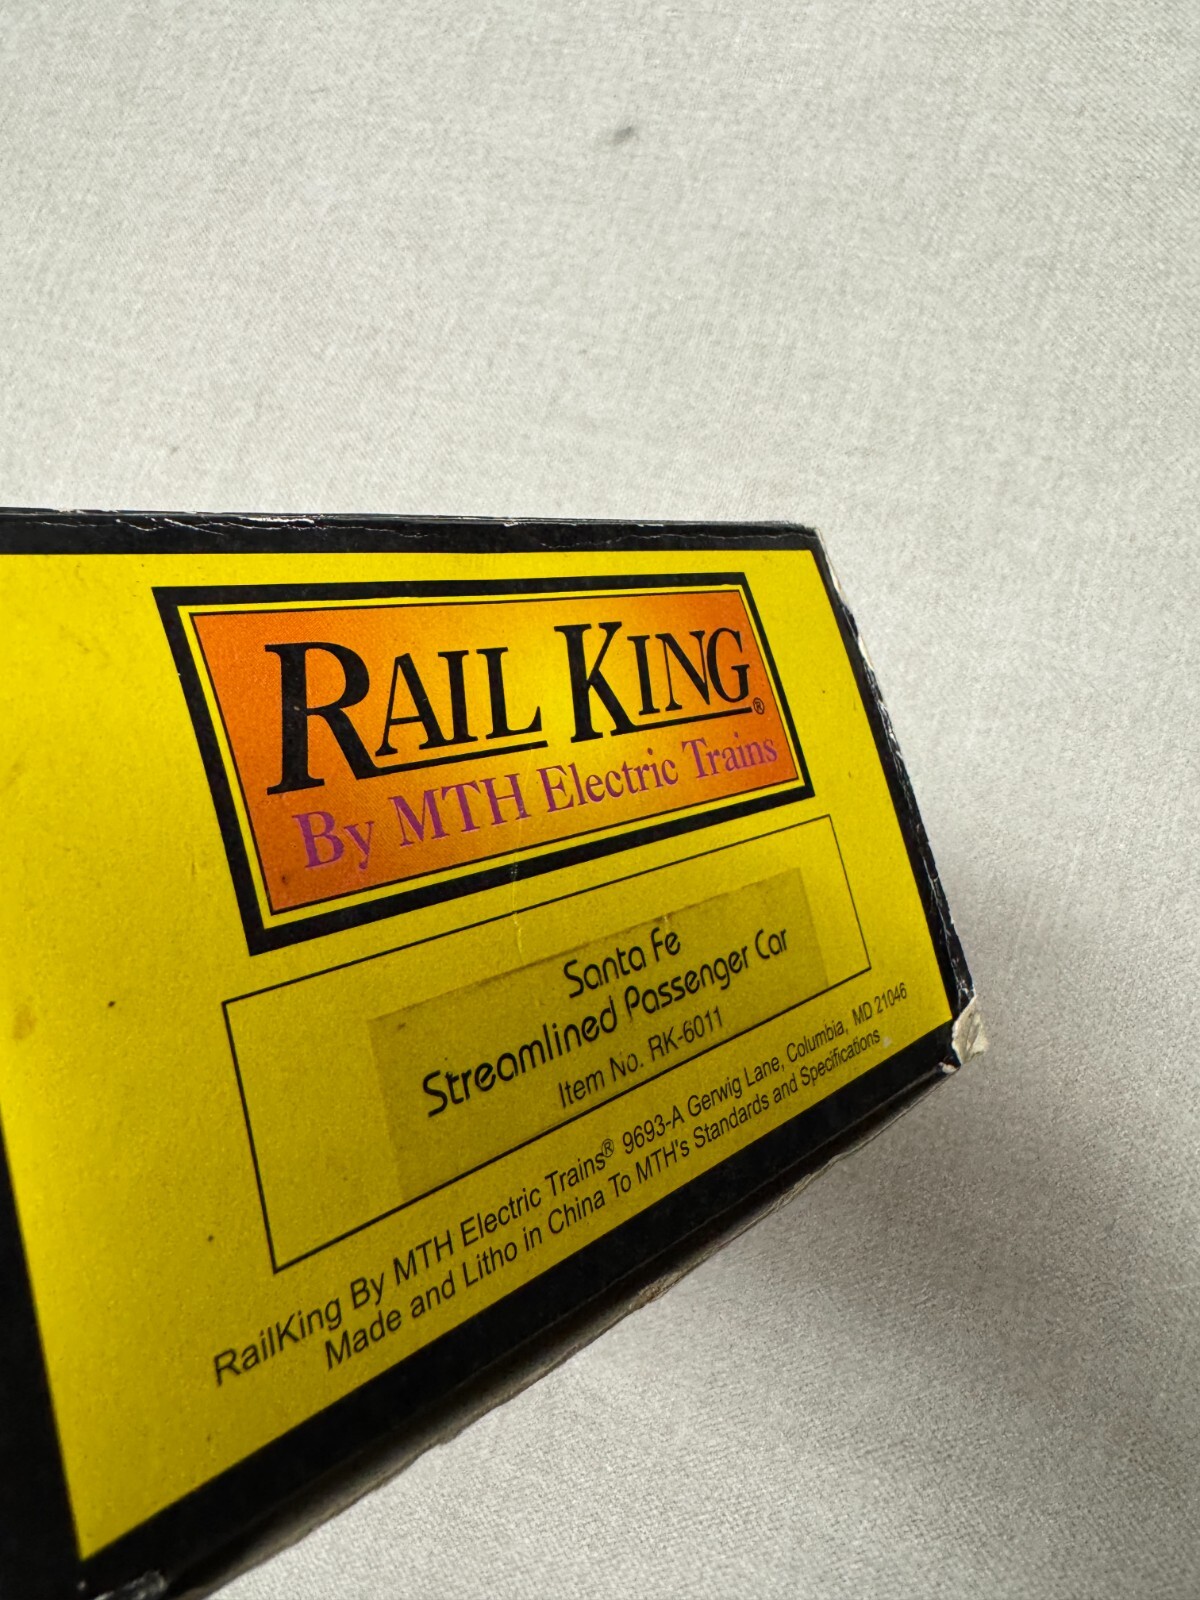 RAIL KING®
By MTH Electric Trains
Santa Fe
Streamlined Passenger Car
Item No. RK-6011
RailKing By MTH Electric Trains® 9693-A Gerwig Lane, Columbia, MD 21046
Made and Litho in China To MTH's Standards and Specifications